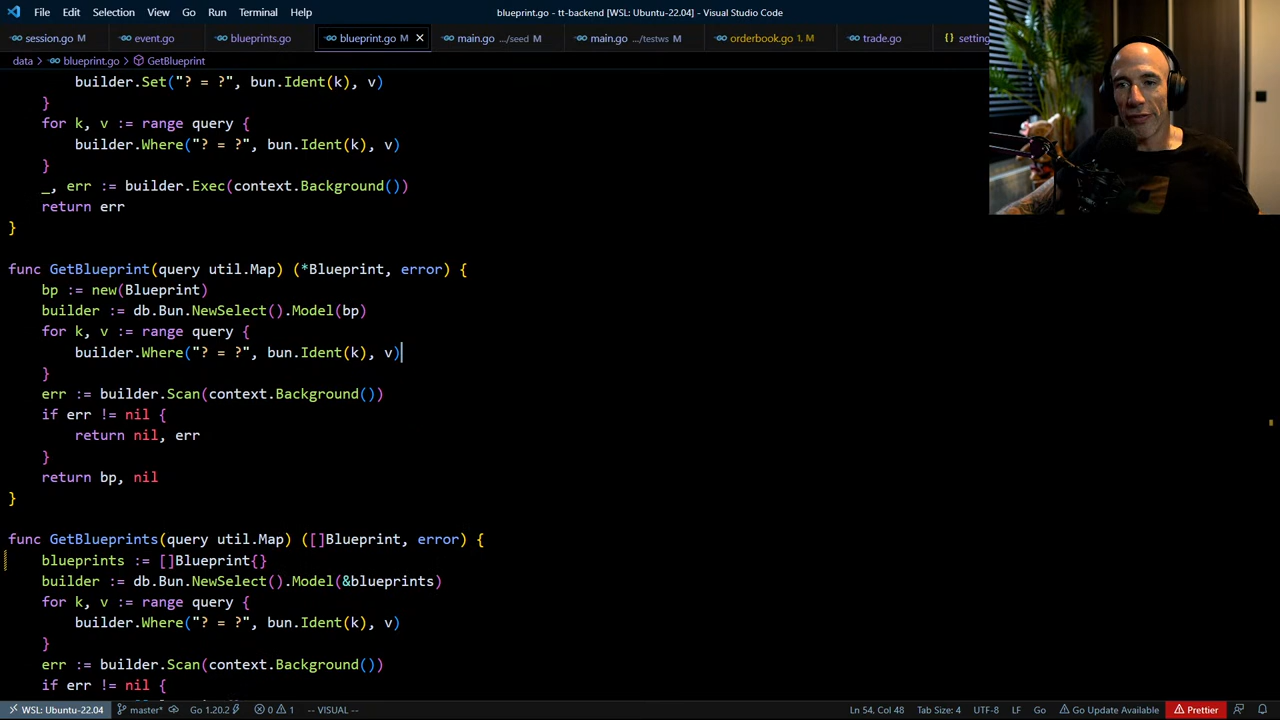 File Edit Selection View Go Run Terminal Help
blueprint.go - tt-backend [WSL: Ubuntu-22.04] - Visual Studio Code
session.go M event.go blueprints.go blueprint.go M × main.go .../seed M main.go .../testws M orderbook.go 1, M trade.go {} setting
data > blueprint.go > GetBlueprint
builder.Set("? = ?", bun.Ident(k), v)
}
for k, v := range query {
builder.Where("? = ?", bun.Ident(k), v)
}
_, err := builder.Exec(context.Background())
return err
}
func GetBlueprint(query util.Map) (*Blueprint, error) {
bp := new(Blueprint)
builder := db.Bun.NewSelect().Model(bp)
for k, v := range query {
builder.Where("? = ?", bun.Ident(k), v)
}
err := builder.Scan(context.Background())
if err != nil {
return nil, err
}
return bp, nil
}
func GetBlueprints(query util.Map) ([]Blueprint, error) {
blueprints := []Blueprint{}
builder := db.Bun.NewSelect().Model(&blueprints)
for k, v := range query {
builder.Where("? = ?", bun.Ident(k), v)
}
err := builder.Scan(context.Background())
if err != nil {
WSL: Ubuntu-22.04 master* Go 1.20.2 0 1 -- VISUAL -- Ln 54, Col 48 Tab Size: 4 UTF-8 LF Go Go Update Available Prettier